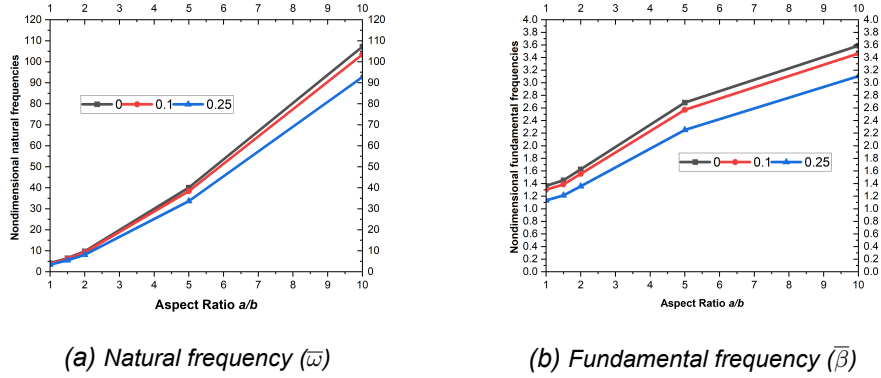 1 2 3 4 5 6 7 8 9 10
120 120
110 110
100 100
90 90
80 80
70 70
60 60
50 50
40 40
30 30
20 20
10 10
0 0
1 2 3 4 5 6 7 8 9 10
Nondimensional natural frequencies
0 0.1 0.25
Aspect Ratio a/b
(a) Natural frequency (ω̅)
1 2 3 4 5 6 7 8 9 10
4.0 4.0
3.8 3.8
3.6 3.6
3.4 3.4
3.2 3.2
3.0 3.0
2.8 2.8
2.6 2.6
2.4 2.4
2.2 2.2
2.0 2.0
1.8 1.8
1.6 1.6
1.4 1.4
1.2 1.2
1.0 1.0
0.8 0.8
0.6 0.6
0.4 0.4
0.2 0.2
0.0 0.0
1 2 3 4 5 6 7 8 9 10
Nondimensional fundamental frequencies
0 0.1 0.25
Aspect Ratio a/b
(b) Fundamental frequency (β̅)